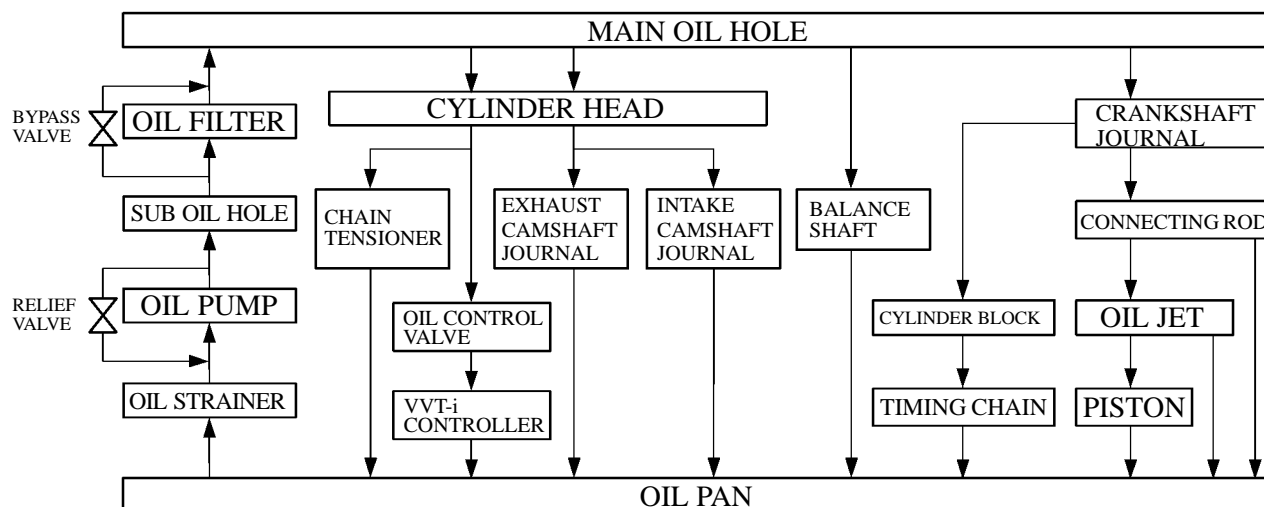 MAIN OIL HOLE
BYPASS
VALVE
OIL FILTER
CYLINDER HEAD
CRANKSHAFT
JOURNAL
SUB OIL HOLE
CHAIN
TENSIONER
EXHAUST
CAMSHAFT
JOURNAL
INTAKE
CAMSHAFT
JOURNAL
BALANCE
SHAFT
CONNECTING ROD
RELIEF
VALVE
OIL PUMP
OIL CONTROL
VALVE
CYLINDER BLOCK
OIL JET
OIL STRAINER
VVT-i
CONTROLLER
TIMING CHAIN
PISTON
OIL PAN